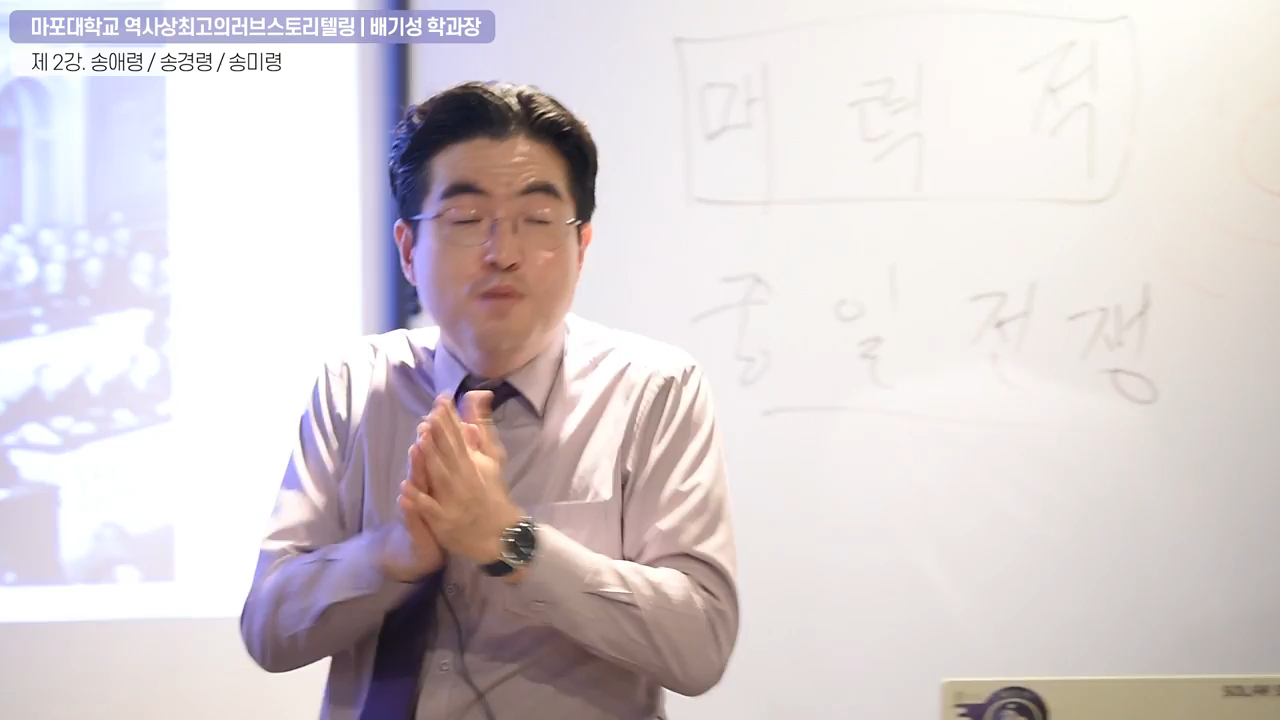 마포대학교 역사상최고의러브스토리텔링 | 배기성 학과장
제 2강. 송애령 / 송경령 / 송미령
매력적
중일전쟁